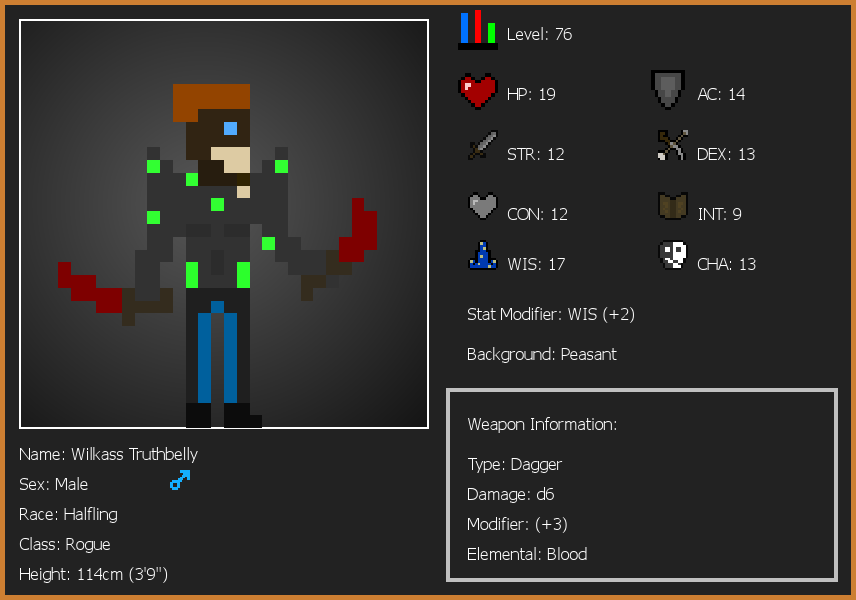 Level: 76
HP: 19
AC: 14
STR: 12
DEX: 13
CON: 12
INT: 9
WIS: 17
CHA: 13
Stat Modifier: WIS (+2)
Background: Peasant
Weapon Information:
Type: Dagger
Damage: d6
Modifier: (+3)
Elemental: Blood
Name: Wilkass Truthbelly
Sex: Male
Race: Halfling
Class: Rogue
Height: 114cm (3'9")